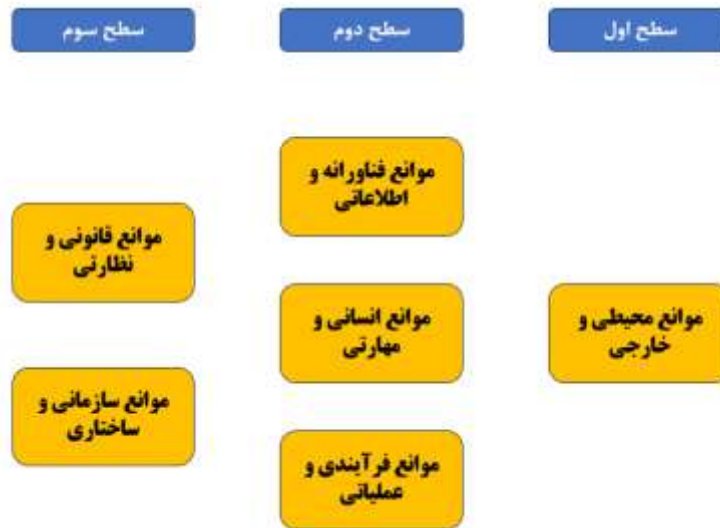 سطح اول
سطح دوم
سطح سوم
موانع محیطی و
خارجی
موانع فناورانه و
اطلاعاتی
موانع انسانی و
مهارتی
موانع فرآیندی و
عملیاتی
موانع قانونی و
نظارتی
موانع سازمانی و
ساختاری